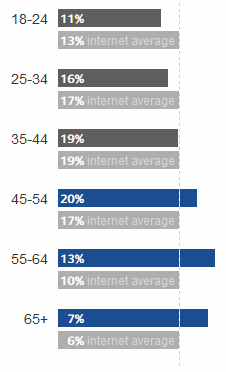 18-24 11%
13% internet average
25-34 16%
17% internet average
35-44 19%
19% internet average
45-54 20%
17% internet average
55-64 13%
10% internet average
65+ 7%
6% internet average